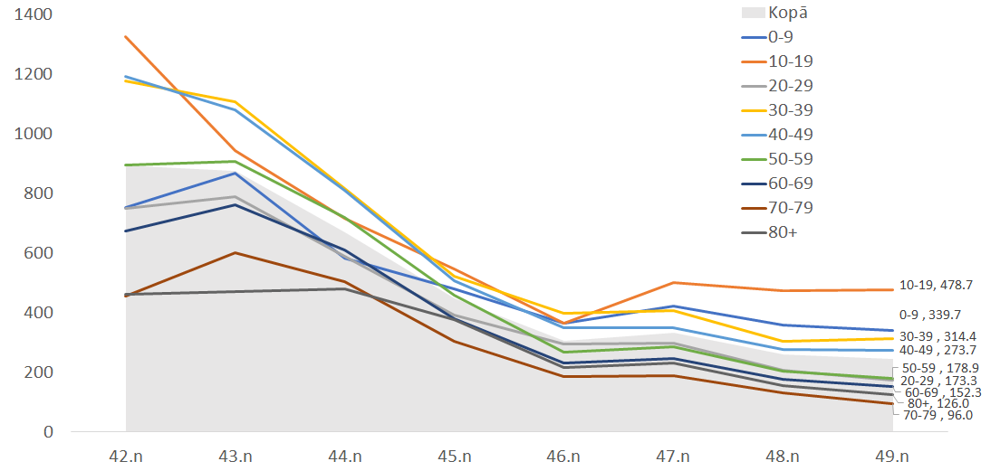 1400
1200
1000
800
600
400
200
0
42.n 43.n 44.n 45.n 46.n 47.n 48.n 49.n
Kopā
0-9
10-19
20-29
30-39
40-49
50-59
60-69
70-79
80+
10-19, 478.7
0-9 , 339.7
30-39 , 314.4
40-49 , 273.7
50-59 , 178.9
20-29 , 173.3
60-69 , 152.3
80+, 126.0
70-79 , 96.0